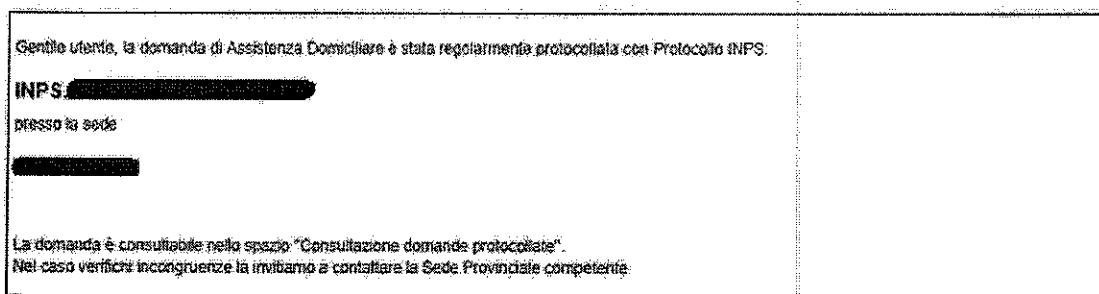 Gentile utente, la domanda di Assistenza Domiciliare è stata regolarmente protocollata con Protocollo INPS:
INPS.
presso la sede
La domanda è consultabile nello spazio "Consultazione domande protocollate".
Nel caso verifichi incongruenze la invitiamo a contattare la Sede Provinciale competente